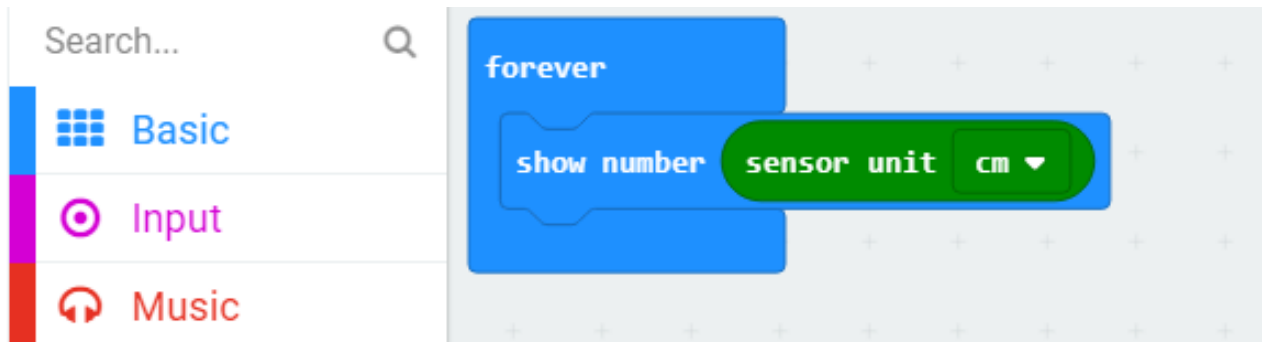 Search...
Basic
Input
Music
forever
show number sensor unit cm